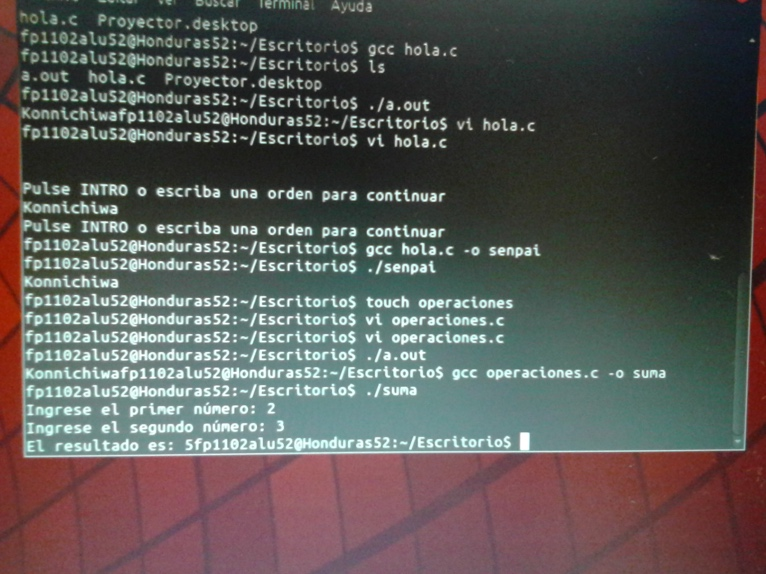 Editar Ver Buscar Terminal Ayuda
hola.c  Proyector.desktop
fp1102alu52@Honduras52:~/Escritorio$ gcc hola.c
fp1102alu52@Honduras52:~/Escritorio$ ls
a.out  hola.c  Proyector.desktop
fp1102alu52@Honduras52:~/Escritorio$ ./a.out
Konnichiwafp1102alu52@Honduras52:~/Escritorio$ vi hola.c
fp1102alu52@Honduras52:~/Escritorio$ vi hola.c
Pulse INTRO o escriba una orden para continuar
Konnichiwa
Pulse INTRO o escriba una orden para continuar
fp1102alu52@Honduras52:~/Escritorio$ gcc hola.c -o senpai
fp1102alu52@Honduras52:~/Escritorio$ ./senpai
Konnichiwa
fp1102alu52@Honduras52:~/Escritorio$ touch operaciones
fp1102alu52@Honduras52:~/Escritorio$ vi operaciones.c
fp1102alu52@Honduras52:~/Escritorio$ vi operaciones.c
fp1102alu52@Honduras52:~/Escritorio$ ./a.out
Konnichiwafp1102alu52@Honduras52:~/Escritorio$ gcc operaciones.c -o suma
fp1102alu52@Honduras52:~/Escritorio$ ./suma
Ingrese el primer número: 2
Ingrese el segundo número: 3
El resultado es: 5fp1102alu52@Honduras52:~/Escritorio$